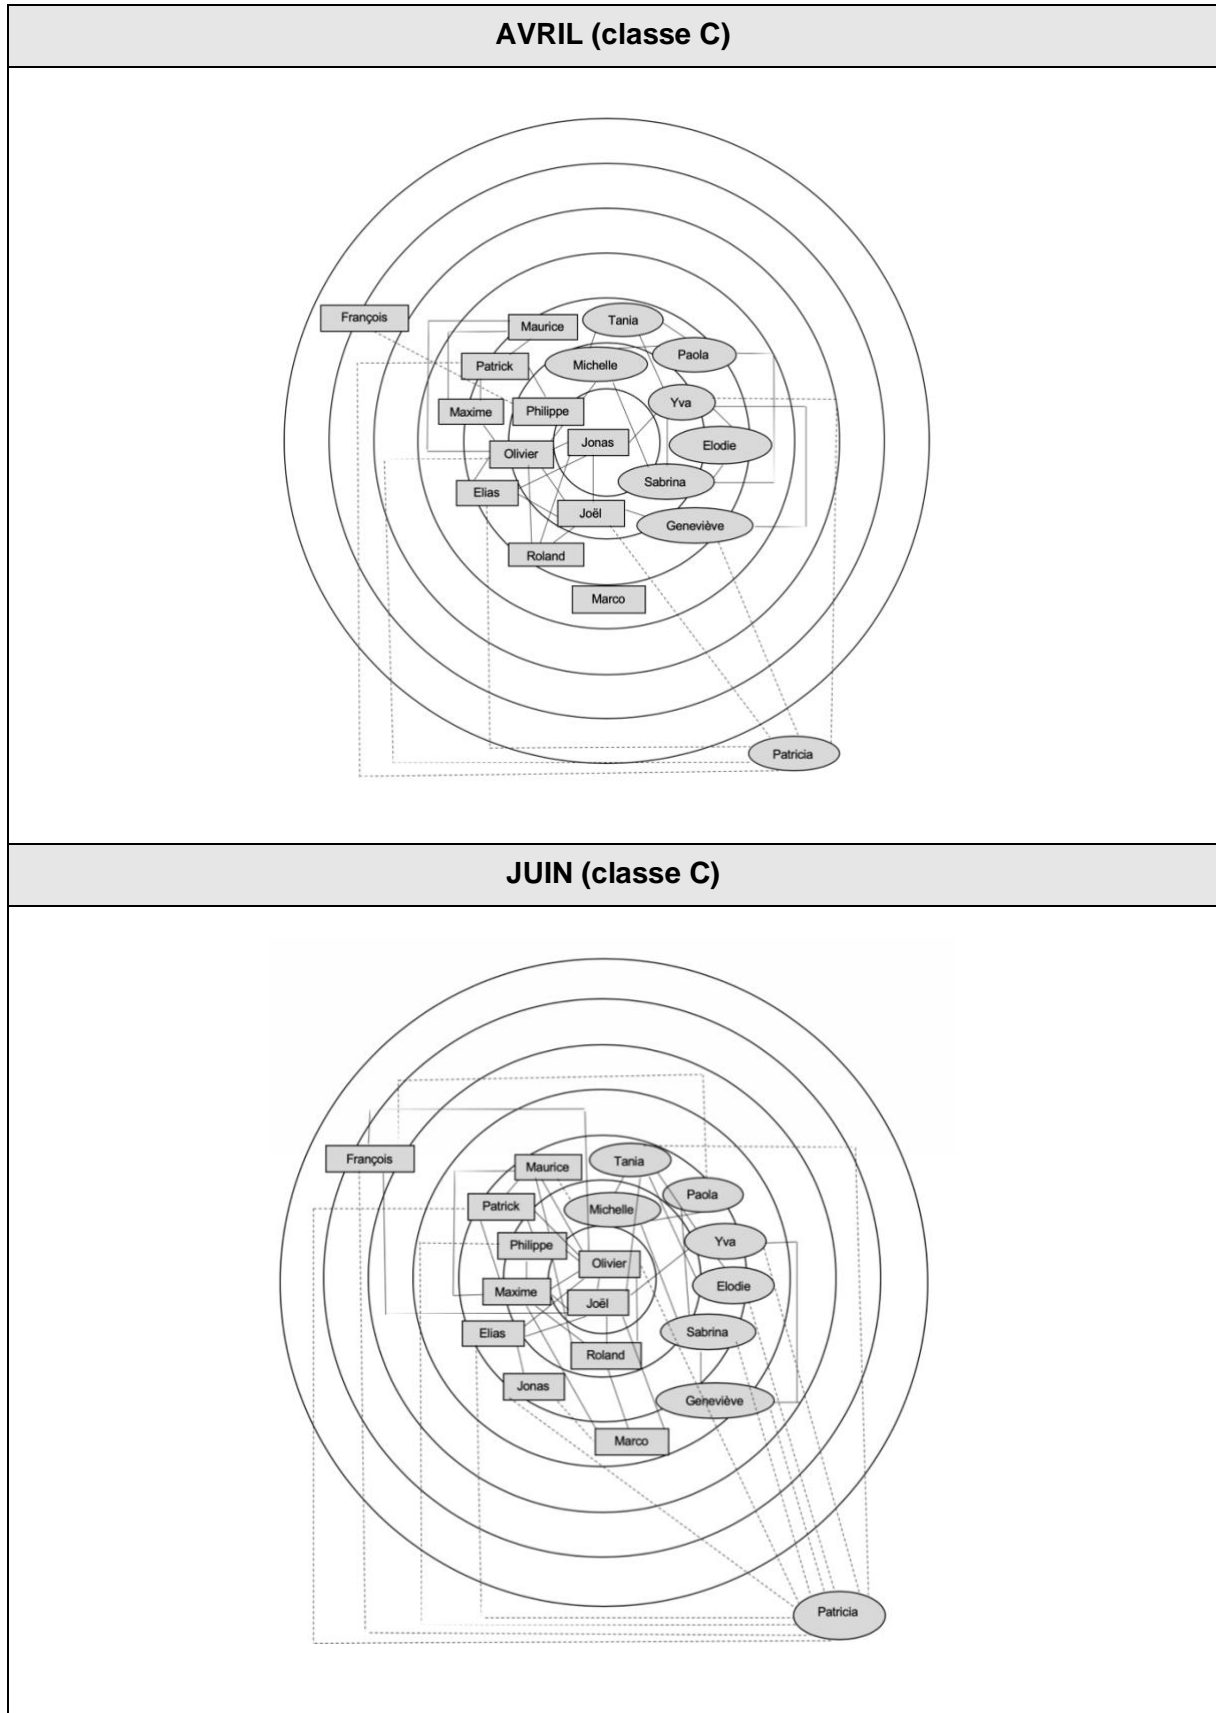 AVRIL (classe C)
François
Maurice
Tania
Patrick
Michelle
Paola
Maxime
Philippe
Yva
Olivier
Jonas
Elodie
Elias
Sabrina
Joël
Geneviève
Roland
Marco
Patricia
JUIN (classe C)
François
Maurice
Tania
Patrick
Michelle
Paola
Philippe
Yva
Olivier
Maxime
Joël
Elodie
Elias
Sabrina
Roland
Jonas
Geneviève
Marco
Patricia